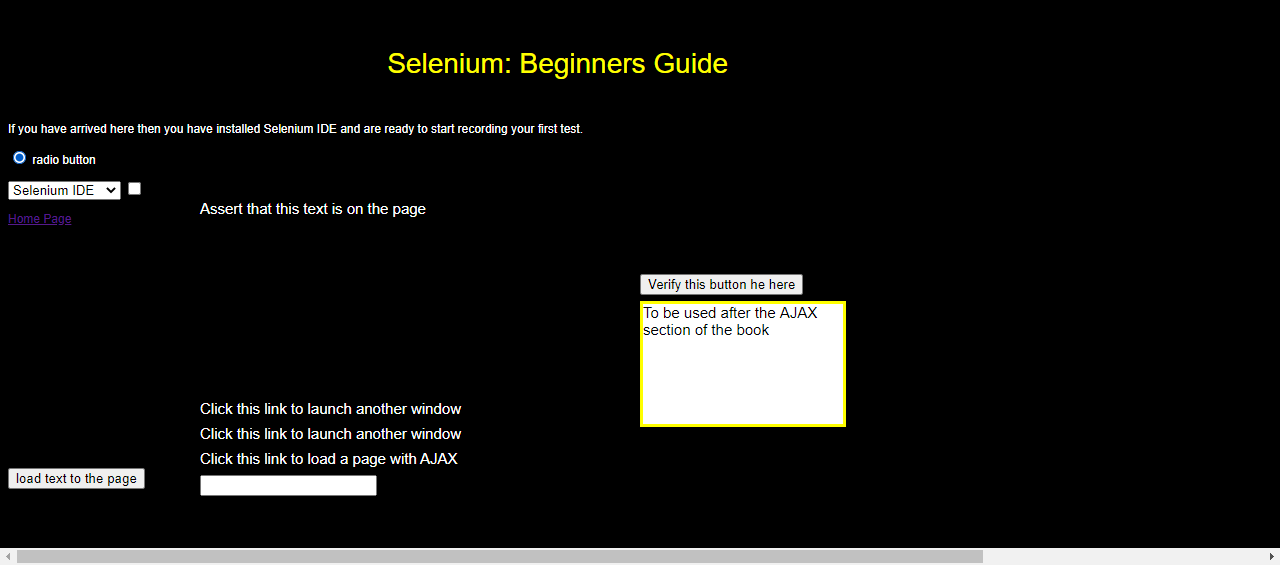 Selenium: Beginners Guide
If you have arrived here then you have installed Selenium IDE and are ready to start recording your first test.
radio button
Selenium IDE
Assert that this text is on the page
Home Page
Verify this button he here
To be used after the AJAX
section of the book
Click this link to launch another window
Click this link to launch another window
Click this link to load a page with AJAX
load text to the page